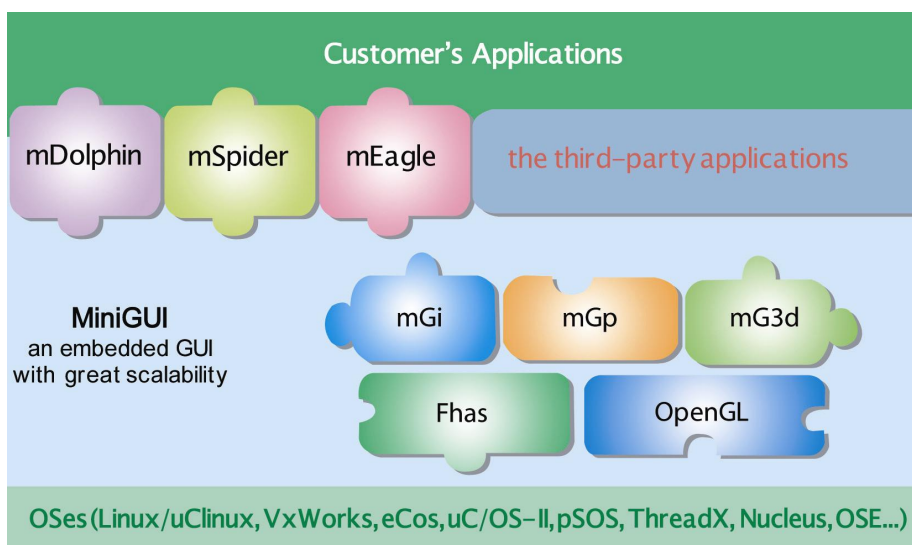 Customer's Applications
mDolphin
mSpider
mEagle
the third-party applications
MiniGUI
an embedded GUI
with great scalability
mGi
mGp
mG3d
Fhas
OpenGL
OSes(Linux/uClinux,VxWorks,eCos,uC/OS-II,pSOS,ThreadX,Nucleus,OSE...)